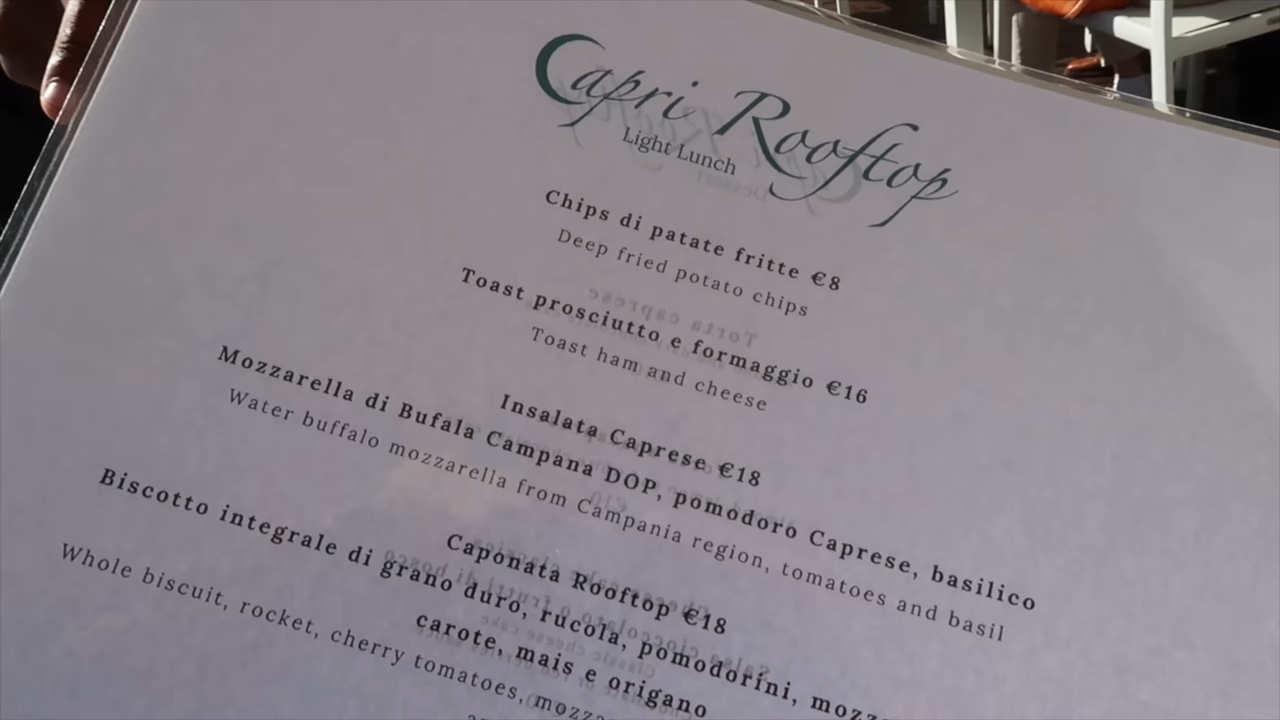 Capri Rooftop
Light Lunch
Chips di patate fritte €8
Deep fried potato chips
Toast prosciutto e formaggio €16
Toast ham and cheese
Insalata Caprese €18
Mozzarella di Bufala Campana DOP, pomodoro Caprese, basilico
Water buffalo mozzarella from Campania region, tomatoes and basil
Caponata Rooftop €18
Biscotto integrale di grano duro, rucola, pomodorini,
carote, mais e origano
Whole biscuit, rocket, cherry tomatoes,